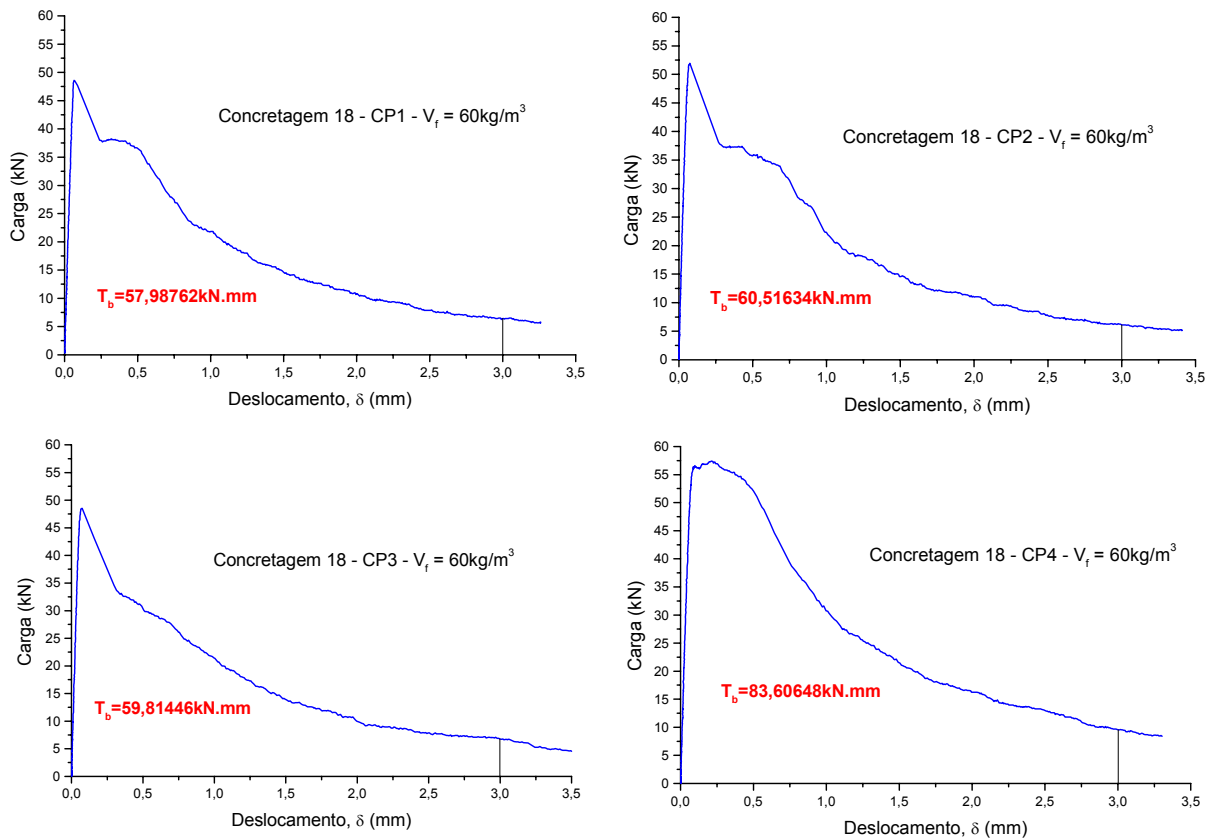 60
55
50
45
40
35
30
25
20
15
10
5
0
Carga (kN)
Concretagem 18 - CP1 - V_f = 60kg/m³
T_b=57,98762kN.mm
0,0 0,5 1,0 1,5 2,0 2,5 3,0 3,5
Deslocamento, δ (mm)
60
55
50
45
40
35
30
25
20
15
10
5
0
Carga (kN)
Concretagem 18 - CP2 - V_f = 60kg/m³
T_b=60,51634kN.mm
0,0 0,5 1,0 1,5 2,0 2,5 3,0 3,5
Deslocamento, δ (mm)
60
55
50
45
40
35
30
25
20
15
10
5
0
Carga (kN)
Concretagem 18 - CP3 - V_f = 60kg/m³
T_b=59,81446kN.mm
0,0 0,5 1,0 1,5 2,0 2,5 3,0 3,5
Deslocamento, δ (mm)
60
55
50
45
40
35
30
25
20
15
10
5
0
Carga (kN)
Concretagem 18 - CP4 - V_f = 60kg/m³
T_b=83,60648kN.mm
0,0 0,5 1,0 1,5 2,0 2,5 3,0 3,5
Deslocamento, δ (mm)